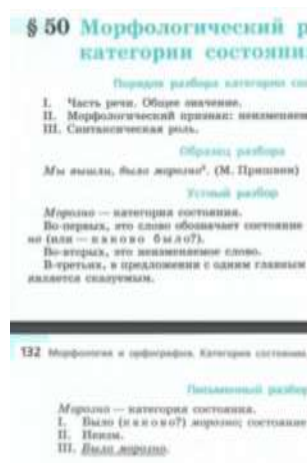 § 50 Морфологический р
категории состояни
Порядок разбора категории сос
I. Часть речи. Общее значение.
II. Морфологический признак: неизменяем
III. Синтаксическая роль.
Образец разбора
Мы вышли, было морозно⁶. (М. Пришвин)
Устный разбор
Морозно — категория состояния.
Во-первых, это слово обозначает состояние
но (или — каково было?).
Во-вторых, это неизменяемое слово.
В-третьих, в предложении с одним главным
является сказуемым.
132 Морфология и орфография. Категория состояния
Письменный разбор
Морозно — категория состояния.
I. Было (каково?) морозно; состояние
II. Неизм.
III. Было морозно.